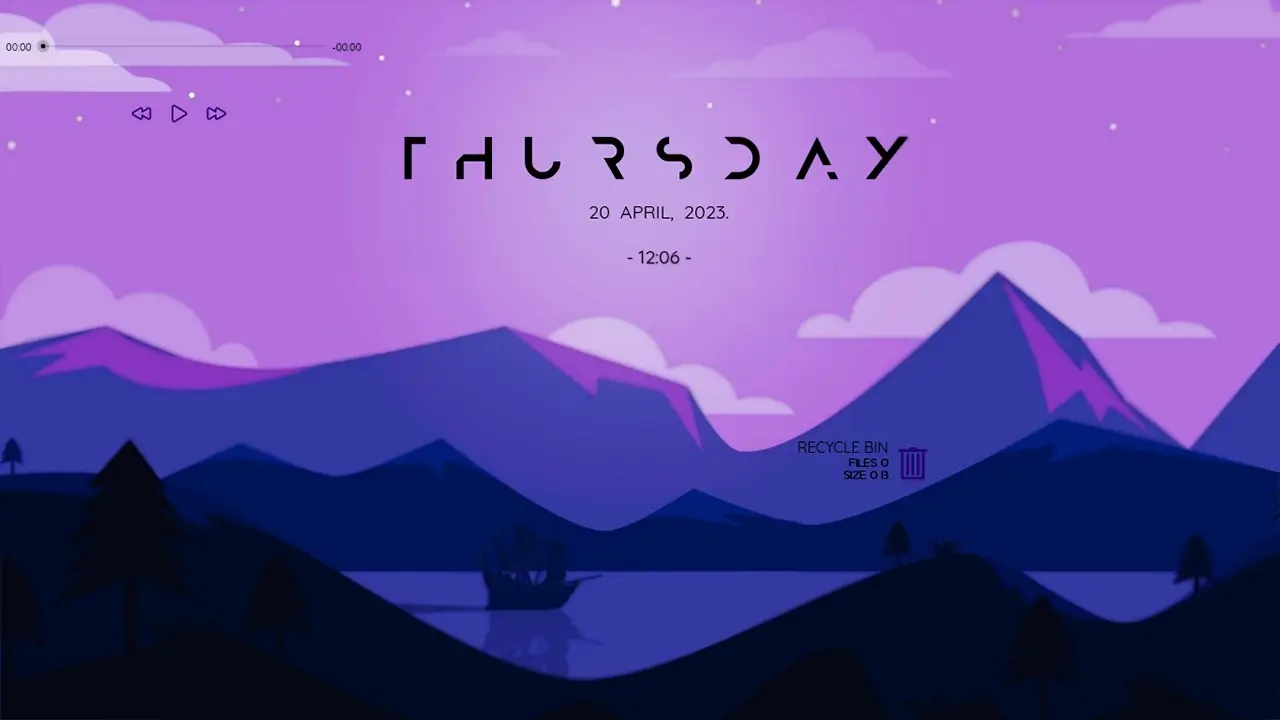 00:00 -00:00
THURSDAY
20 APRIL, 2023.
- 12:06 -
RECYCLE BIN
FILES 0
SIZE 0 B